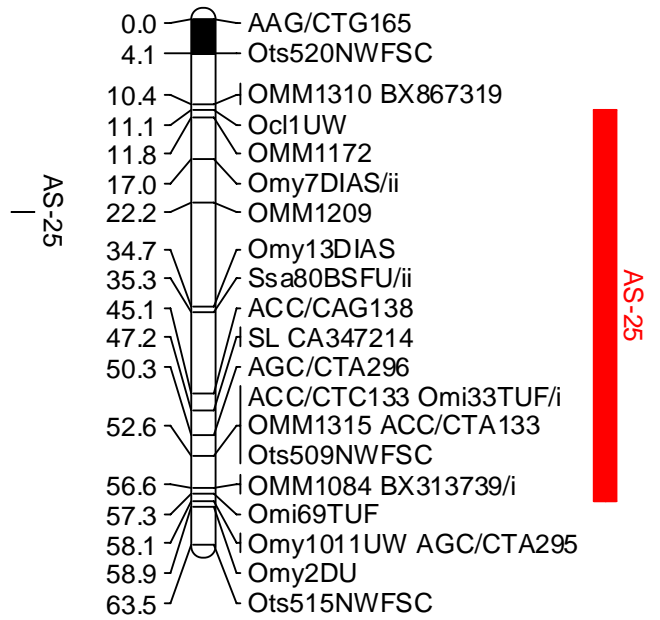 0.0 AAG/CTG165
4.1 Ots520NWFSC
10.4 OMM1310 BX867319
11.1 Ocl1UW
11.8 OMM1172
17.0 Omy7DIAS/ii
22.2 OMM1209
34.7 Omy13DIAS
35.3 Ssa80BSFU/ii
45.1 ACC/CAG138
47.2 SL CA347214
50.3 AGC/CTA296
ACC/CTC133 Omi33TUF/i
52.6 OMM1315 ACC/CTA133
Ots509NWFSC
56.6 OMM1084 BX313739/i
57.3 Omi69TUF
58.1 Omy1011UW AGC/CTA295
58.9 Omy2DU
63.5 Ots515NWFSC
AS-25
AS-25